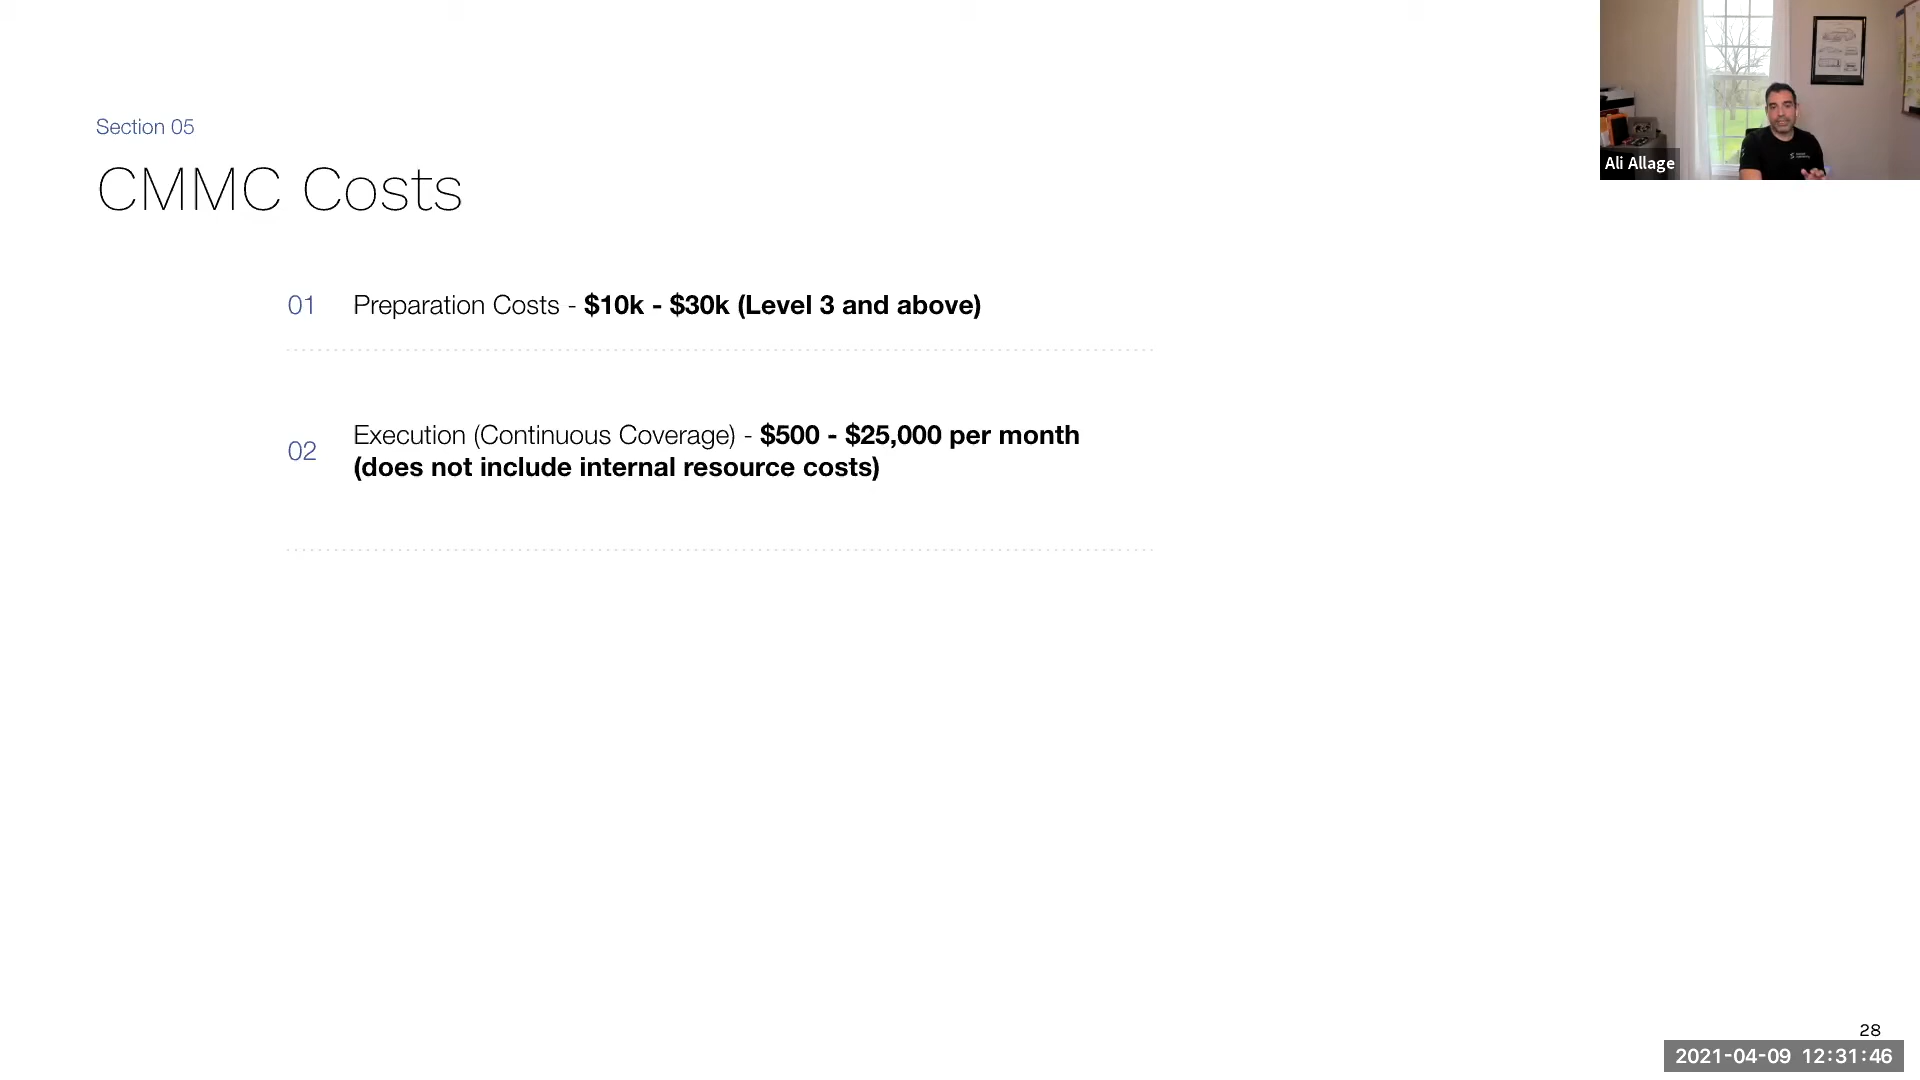 Section 05
CMMC Costs
01 Preparation Costs - $10k - $30k (Level 3 and above)
02 Execution (Continuous Coverage) - $500 - $25,000 per month
(does not include internal resource costs)
Ali Allage
28
2021-04-09 12:31:46